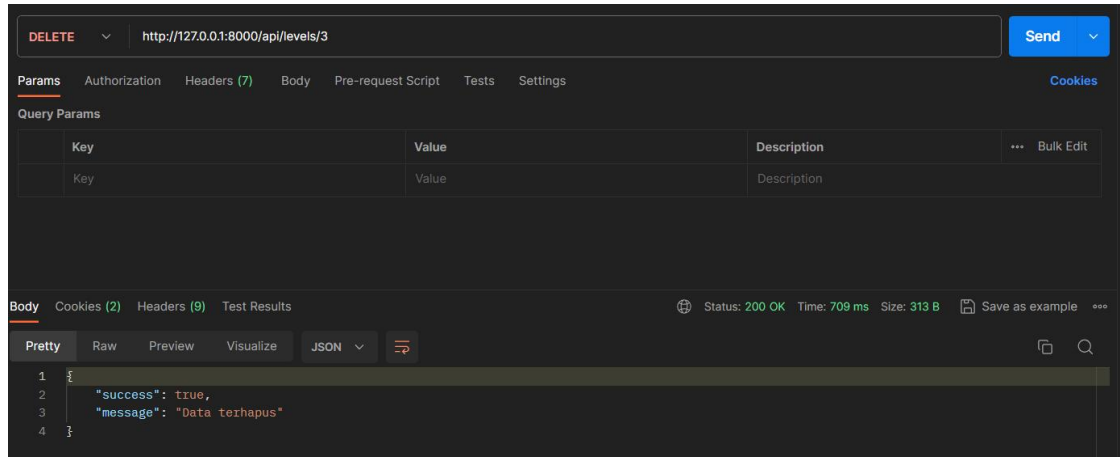 DELETE http://127.0.0.1:8000/api/levels/3 Send
Params Authorization Headers (7) Body Pre-request Script Tests Settings Cookies
Query Params
Key Value Description ••• Bulk Edit
Key Value Description
Body Cookies (2) Headers (9) Test Results Status: 200 OK Time: 709 ms Size: 313 B Save as example •••
Pretty Raw Preview Visualize JSON
1 {
2 "success": true,
3 "message": "Data terhapus"
4 }